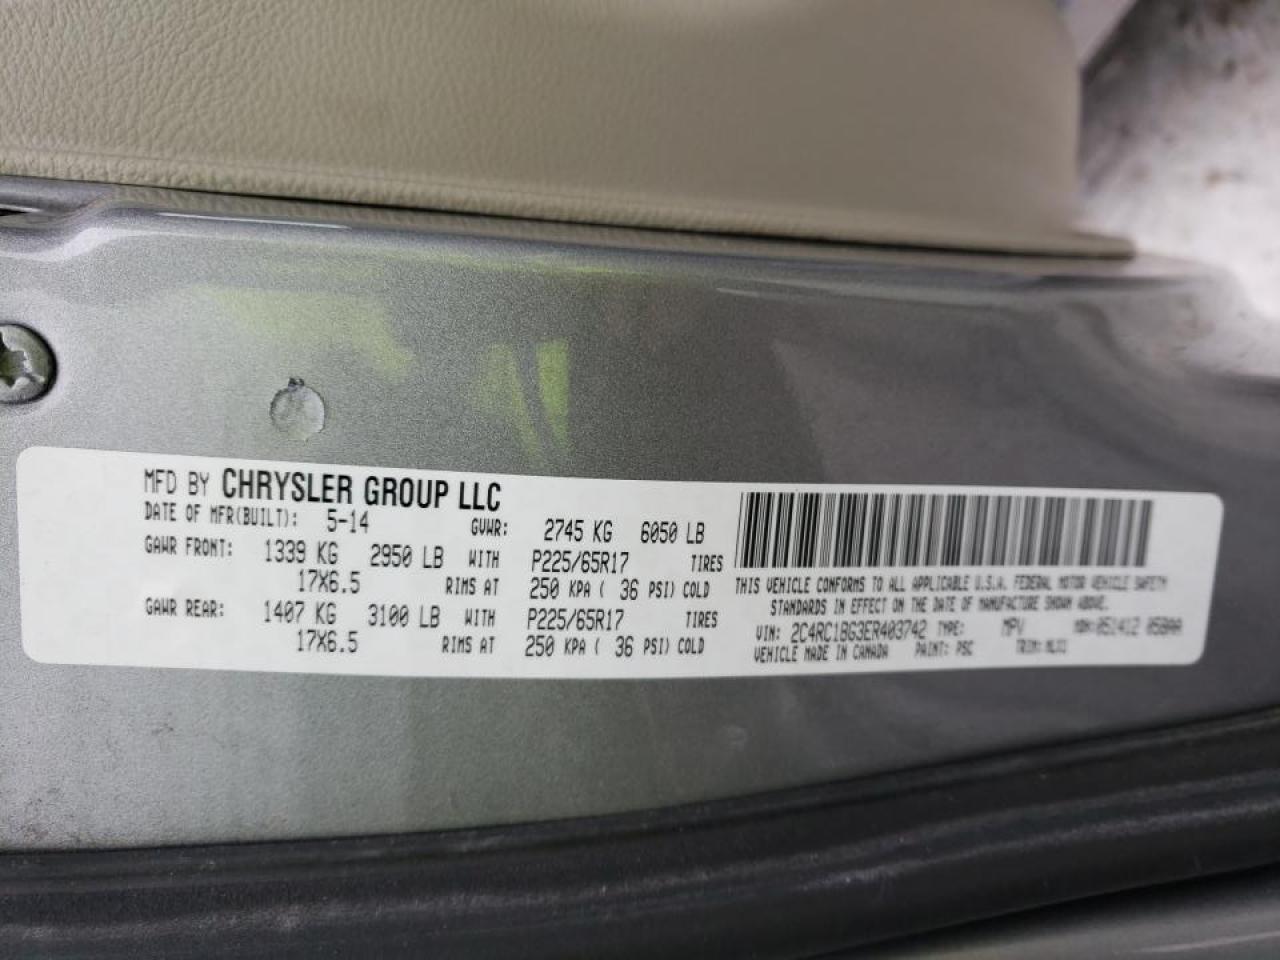 MFD BY CHRYSLER GROUP LLC
DATE OF MFR(BUILT): 5-14 GVWR: 2745 KG 6050 LB
GAWR FRONT: 1339 KG 2950 LB WITH P225/65R17 TIRES
17X6.5 RIMS AT 250 KPA ( 36 PSI) COLD
GAWR REAR: 1407 KG 3100 LB WITH P225/65R17 TIRES
17X6.5 RIMS AT 250 KPA ( 36 PSI) COLD
THIS VEHICLE CONFORMS TO ALL APPLICABLE U.S.A. FEDERAL MOTOR VEHICLE SAFETY
STANDARDS IN EFFECT ON THE DATE OF MANUFACTURE SHOWN ABOVE.
VIN: 2C4RC1BG3ER403742 TYPE: MPV MDH: 051412 058AA
VEHICLE MADE IN CANADA PAINT: PSC TRIM: